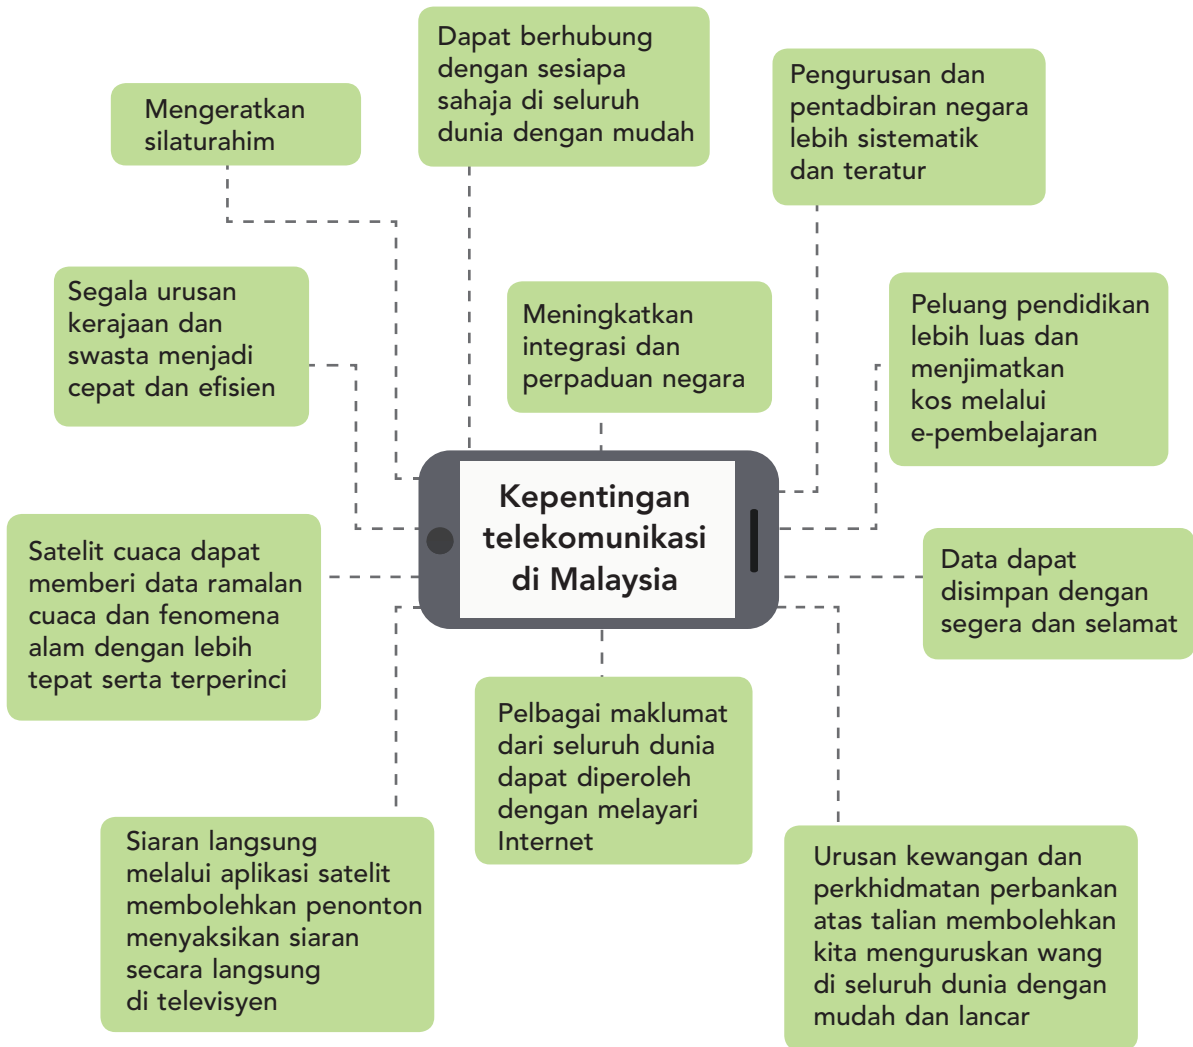 Dapat berhubung
dengan sesiapa
sahaja di seluruh
dunia dengan mudah
Pengurusan dan
pentadbiran negara
lebih sistematik
dan teratur
Mengeratkan
silaturahim
Segala urusan
kerajaan dan
swasta menjadi
cepat dan efisien
Meningkatkan
integrasi dan
perpaduan negara
Peluang pendidikan
lebih luas dan
menjimatkan
kos melalui
e-pembelajaran
Kepentingan
telekomunikasi
di Malaysia
Satelit cuaca dapat
memberi data ramalan
cuaca dan fenomena
alam dengan lebih
tepat serta terperinci
Data dapat
disimpan dengan
segera dan selamat
Pelbagai maklumat
dari seluruh dunia
dapat diperoleh
dengan melayari
Internet
Siaran langsung
melalui aplikasi satelit
membolehkan penonton
menyaksikan siaran
secara langsung
di televisyen
Urusan kewangan dan
perkhidmatan perbankan
atas talian membolehkan
kita menguruskan wang
di seluruh dunia dengan
mudah dan lancar